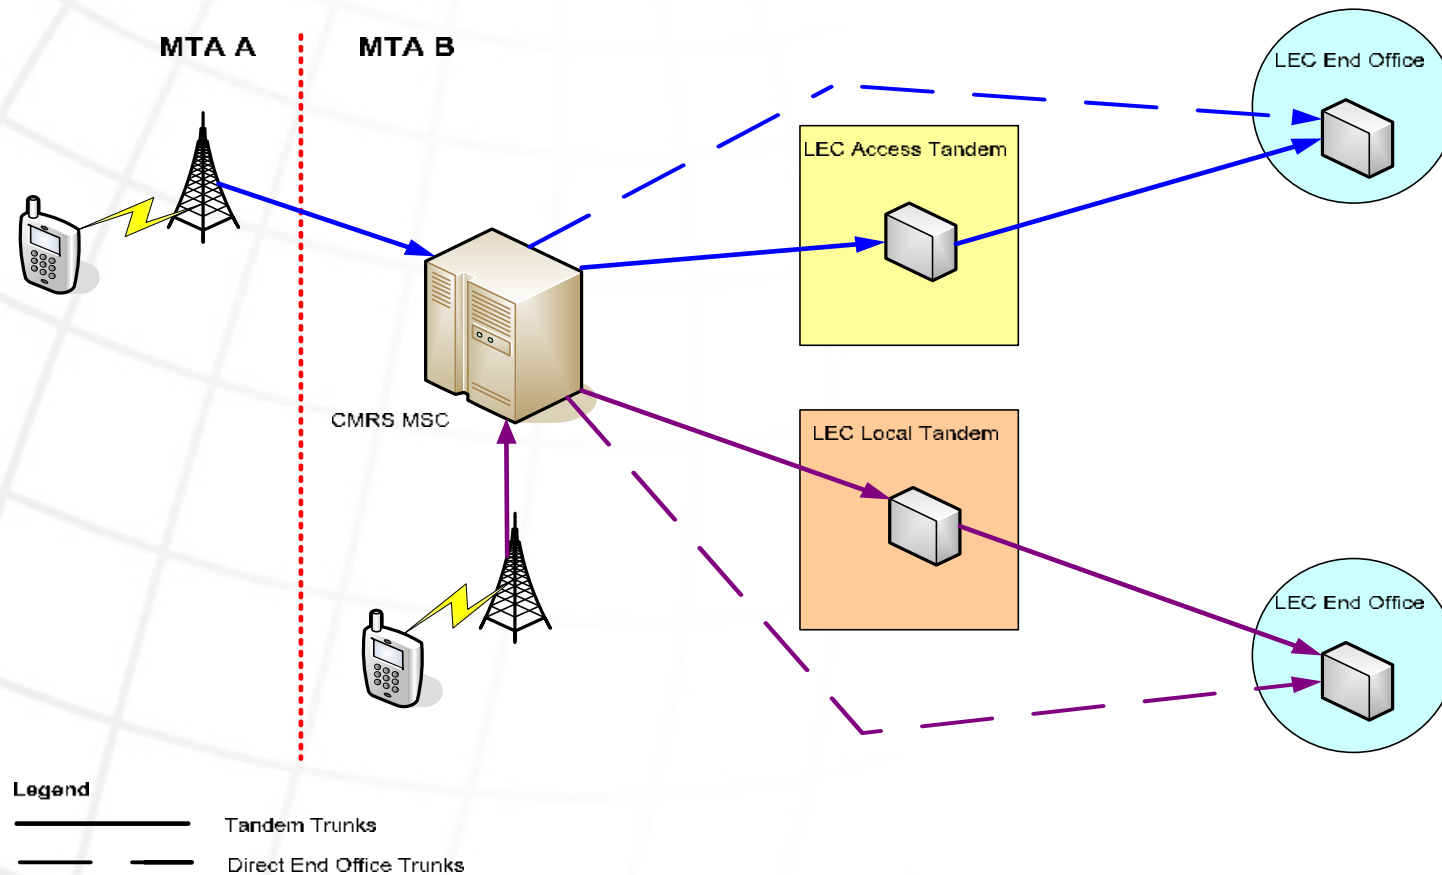 MTA A
MTA B
LEC End Office
LEC Access Tandem
CMRS MSC
LEC Local Tandem
LEC End Office
Legend
Tandem Trunks
Direct End Office Trunks